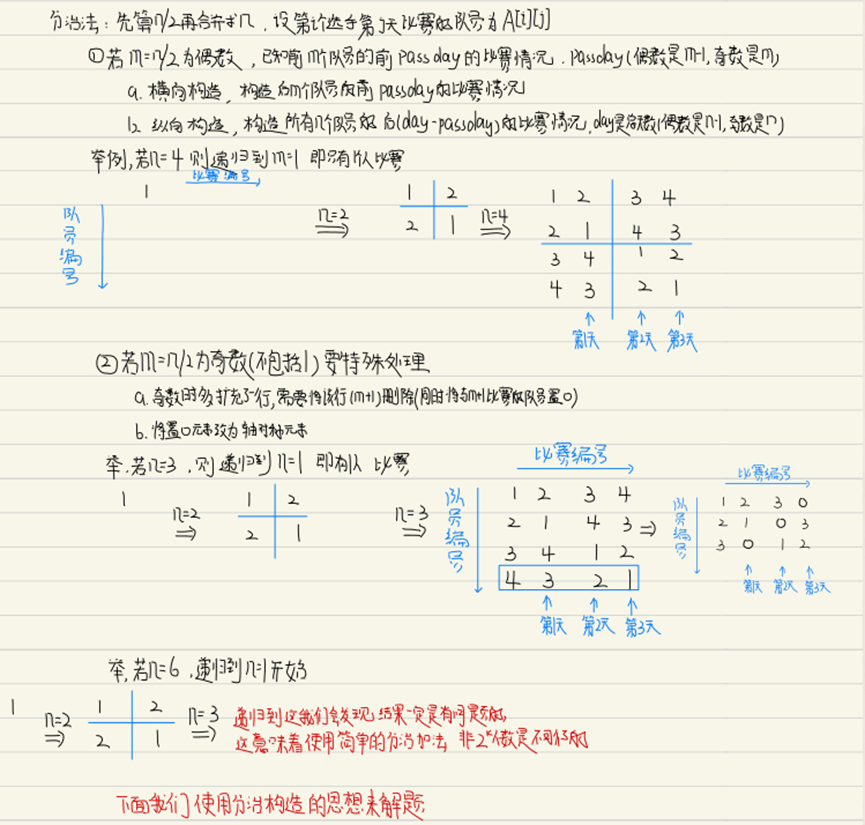 分治法：先算n/2再合并求n，设第i个选手第j天比赛的队员为A[i][j]
①若m=n/2为偶数，已知前m个队员的前passday的比赛情况．passday(偶数是m-1,奇数是m)
a. 横向构造，构造后m个队员的前passday的比赛情况
b. 纵向构造，构造所有n个队员的后(day-passday)的比赛情况,day是总天数(偶数是n-1,奇数是n)
举例,若n=4则递归到m=1 即只有1人比赛
比赛编号
1
n=2
1 2
2 1
n=4
1 2 3 4
2 1 4 3
3 4 1 2
4 3 2 1
队员编号
第1天 第2天 第3天
②若m=n/2为奇数(不包括1)要特殊处理
a. 奇数时多扩充了一行,需要将该行(m+1)删除(同时将与m+1比赛的队员置0)
b. 将置0元素改为轴对称元素
举.若n=3，则递归到n=1 即有1人比赛
1
n=2
1 2
2 1
n=3
比赛编号
队员编号
1 2 3 4
2 1 4 3
3 4 1 2
4 3 2 1
第1天 第2天 第3天
比赛编号
队员编号
1 2 3 0
2 1 0 3
3 0 1 2
第1天 第2天 第3天
举,若n=6．递归到n=1开始
1
n=2
1 2
2 1
n=3
递归到这我们会发现结果一定是有问题的,
这意味着使用简单的分治加法 非2ᵏ个数是不行的
下面我们使用分治构造的思想来解题